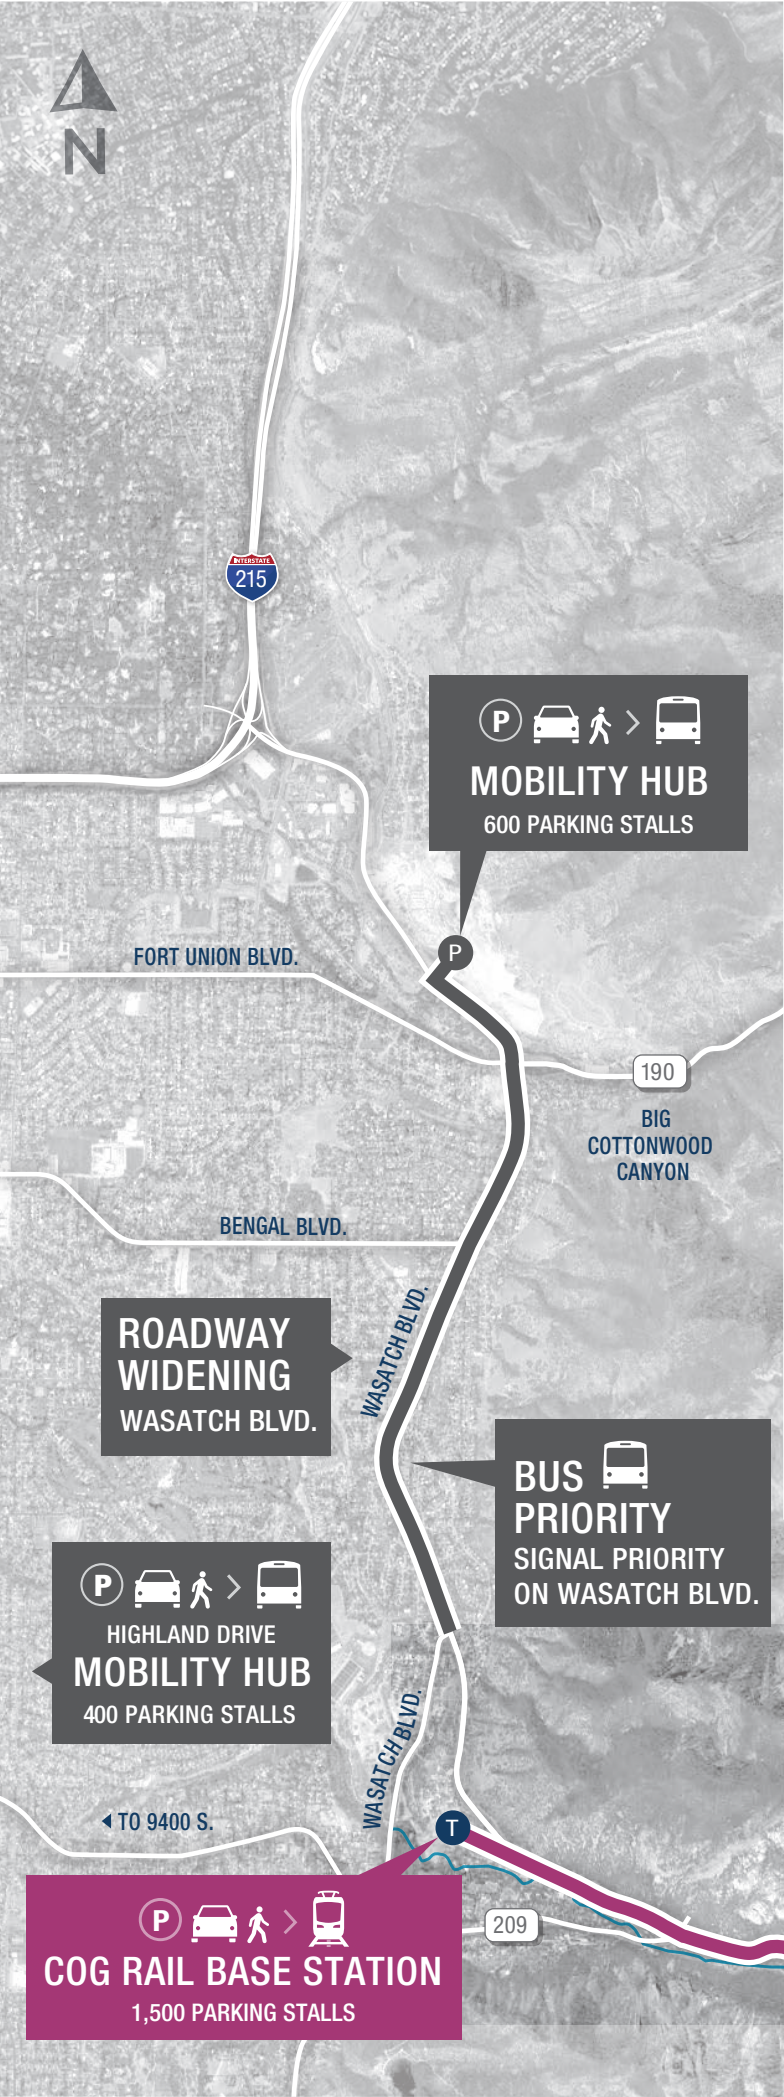 N
INTERSTATE
215
P
MOBILITY HUB
600 PARKING STALLS
P
FORT UNION BLVD.
190
BIG
COTTONWOOD
CANYON
BENGAL BLVD.
WASATCH BLVD.
ROADWAY
WIDENING
WASATCH BLVD.
BUS
PRIORITY
SIGNAL PRIORITY
ON WASATCH BLVD.
P
HIGHLAND DRIVE
MOBILITY HUB
400 PARKING STALLS
WASATCH BLVD.
TO 9400 S.
T
P
COG RAIL BASE STATION
1,500 PARKING STALLS
209